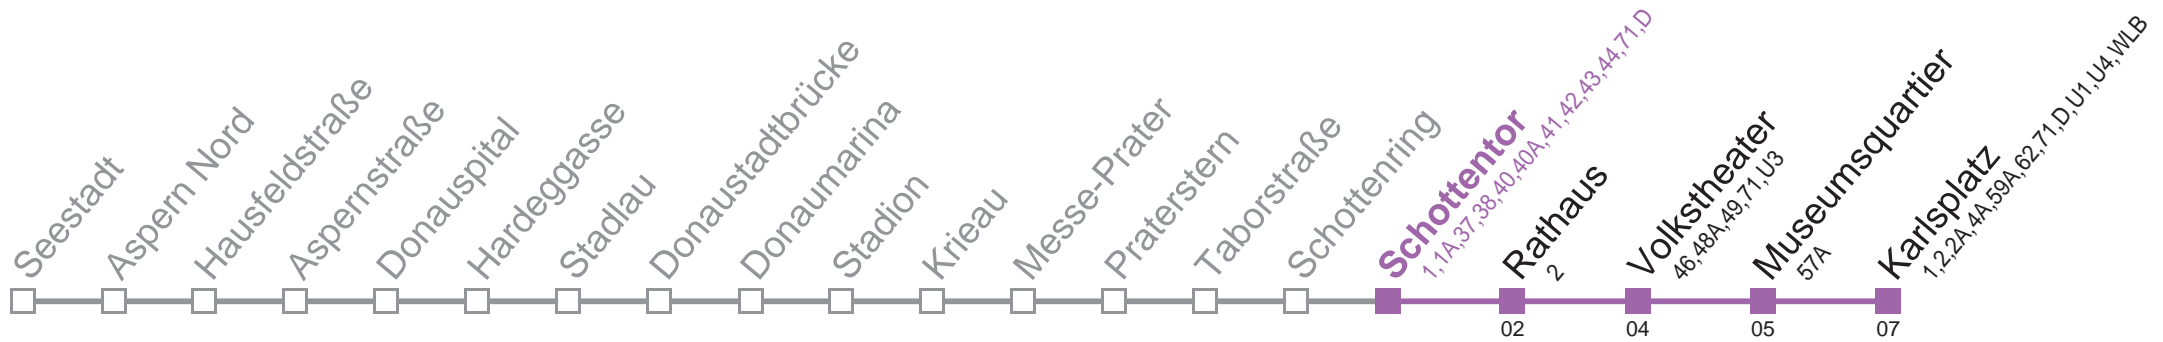 Seestadt
Aspern Nord
Hausfeldstraße
Aspernstraße
Donauspital
Hardeggasse
Stadlau
Donaustadtbrücke
Donaumarina
Stadion
Krieau
Messe-Prater
Praterstern
Taborstraße
Schottenring
Schottentor
1,1A,37,38,40,40A,41,42,43,44,71,D
Rathaus
2
Volkstheater
46,48A,49,71,U3
Museumsquartier
57A
Karlsplatz
1,2,2A,4A,59A,62,71,D,U1,U4,WLB
02
04
05
07